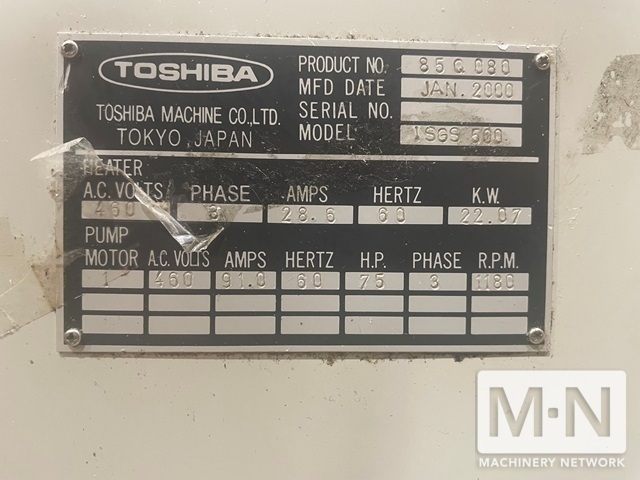 TOSHIBA
TOSHIBA MACHINE CO.,LTD.
TOKYO, JAPAN
PRODUCT NO. 85Q080
MFD DATE JAN. 2000
SERIAL NO.
MODEL ISGS 500
HEATER
A.C. VOLTS PHASE AMPS HERTZ K.W.
460 3 28.6 60 22.07
PUMP
MOTOR A.C. VOLTS AMPS HERTZ H.P. PHASE R.P.M.
1 460 91.0 60 75 3 1180
M·N
MACHINERY NETWORK